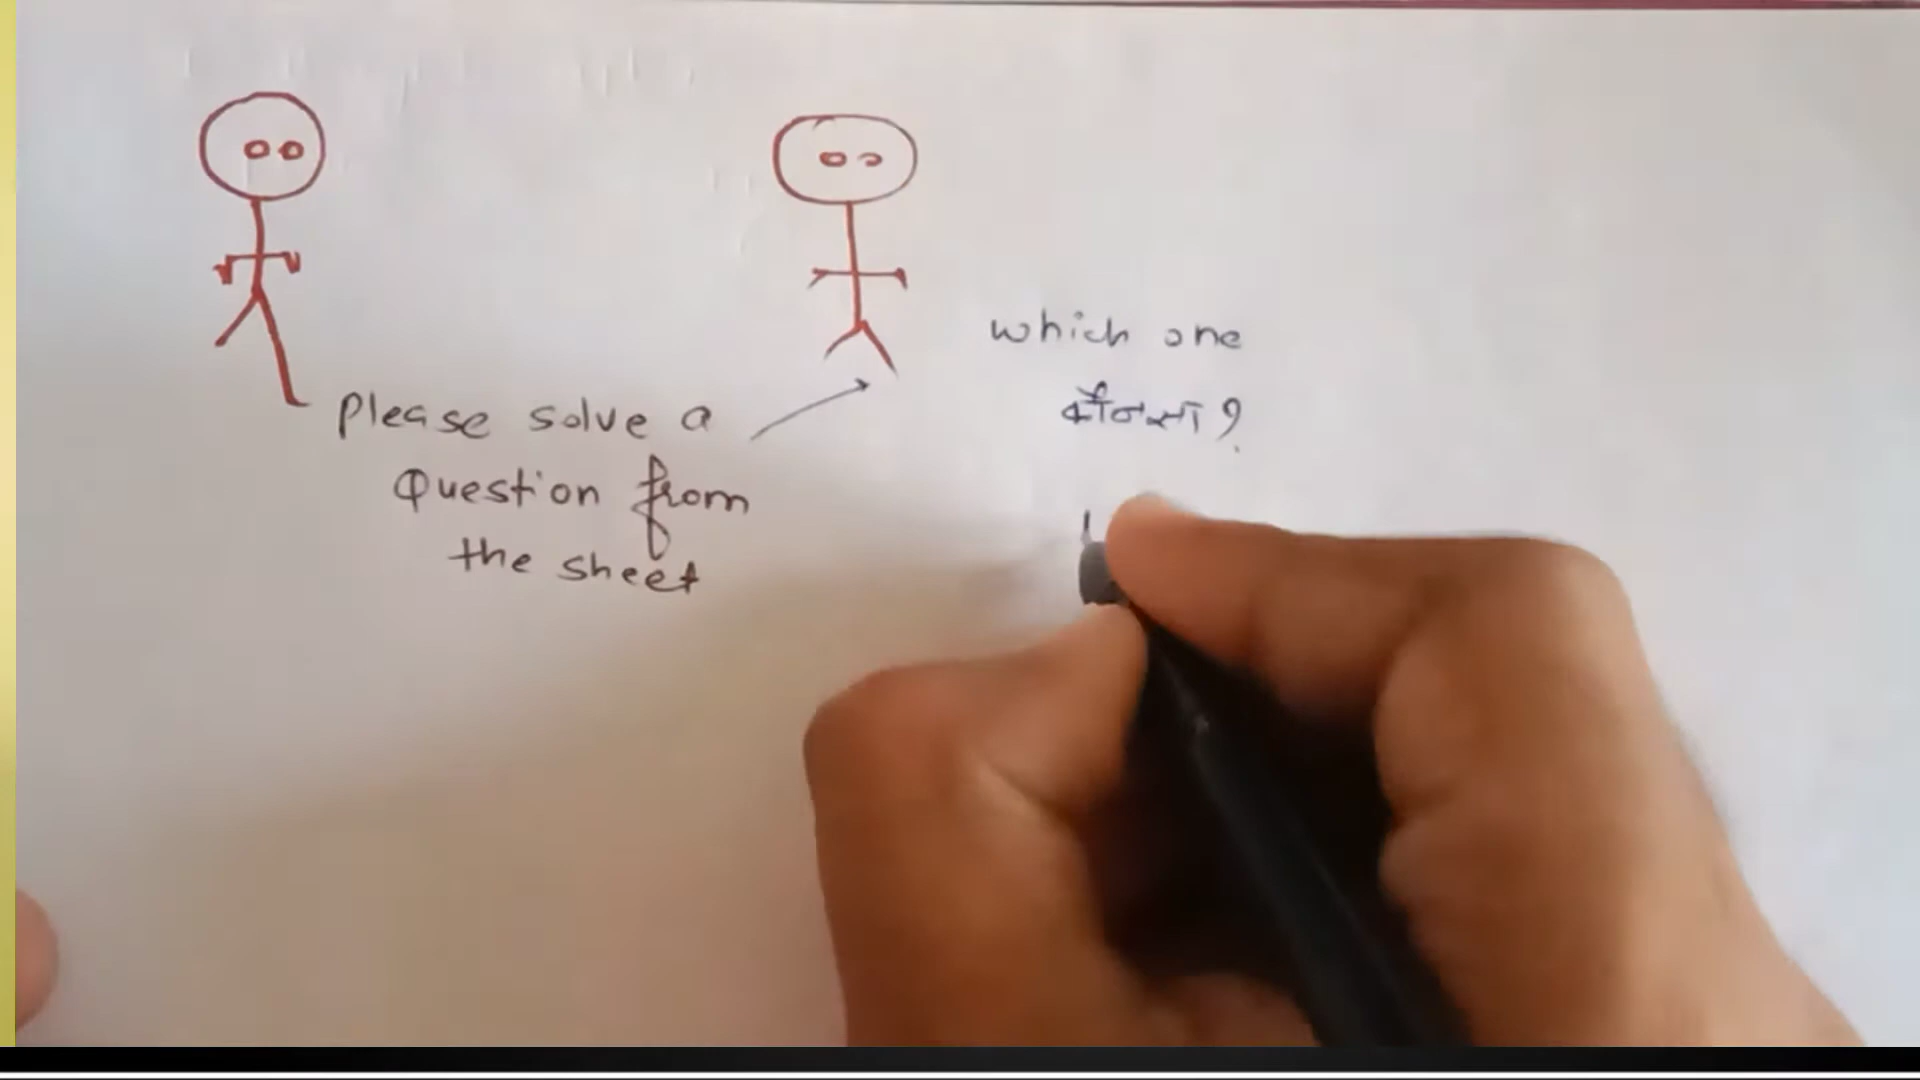 Please solve a
Question from
the sheet
which one
कौनसा?